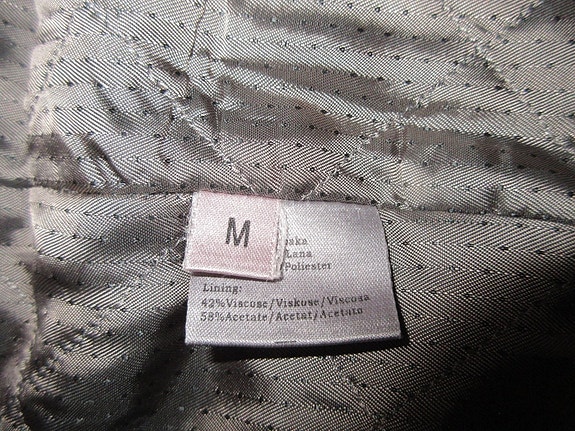 M
Lana
/Poliester
Lining:
42%Viscose/Viskose/Viscosa
58%Acetate/Acetat/Acetato